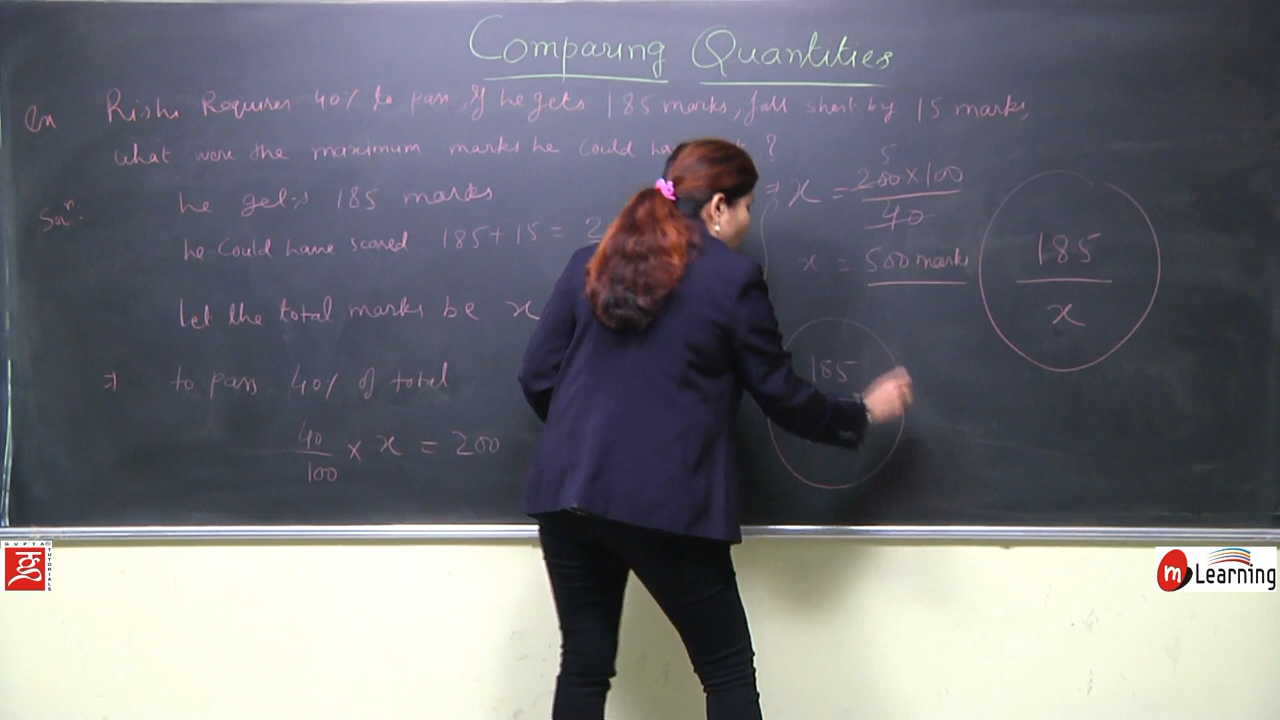 Comparing Quantities
Ex Rishi Requires 40% to pass, If he gets 185 marks, fall short by 15 marks,
what were the maximum marks he could ?
Solⁿ. he gets 185 marks
he Could have scored 185+15 = 2
Let the total marks be x
⇒ to pass 40% of total
40/100 × x = 200
⇒ x = 200×100/40
5
x = 500 marks
185/x
185
GUPTA TUTORIALS
m Learning